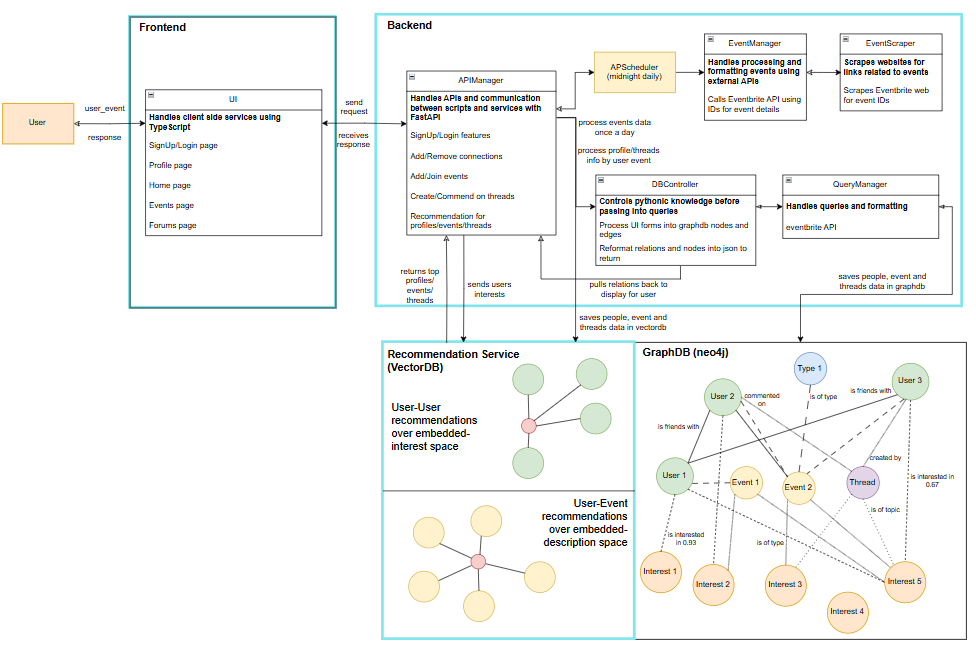 Frontend
Backend
User
user_event
response
UI
Handles client side services using
TypeScript
SignUp/Login page
Profile page
Home page
Events page
Forums page
send
request
receives
response
APIManager
Handles APIs and communication
between scripts and services with
FastAPI
SignUp/Login features
Add/Remove connections
Add/Join events
Create/Commend on threads
Recommendation for
profiles/events/threads
APScheduler
(midnight daily)
EventManager
Handles processing and
formatting events using
external APIs
Calls Eventbrite API using
IDs for event details
EventScraper
Scrapes websites for
links related to events
Scrapes Eventbrite web
for event IDs
process events data
once a day
process profile/threads
info by user event
DBController
Controls pythonic knowledge before
passing into queries
Process UI forms into graphdb nodes and
edges
Reformat relations and nodes into json to
return
QueryManager
Handles queries and formatting
eventbrite API
returns top
profiles/
events/
threads
sends users
interests
pulls relations back to
display for user
saves people, event and
threads data in graphdb
saves people, event and
threads data in vectordb
Recommendation Service
(VectorDB)
User-User
recommendations
over embedded-
interest space
User-Event
recommendations
over embedded-
description space
GraphDB (neo4j)
Type 1
User 3
User 2
commented
on
is of type
is friends with
is friends with
created by
User 1
Event 1
Event 2
Thread
is interested in
0.67
is of topic
is interested
in 0.93
is of type
Interest 1
Interest 2
Interest 3
Interest 5
Interest 4